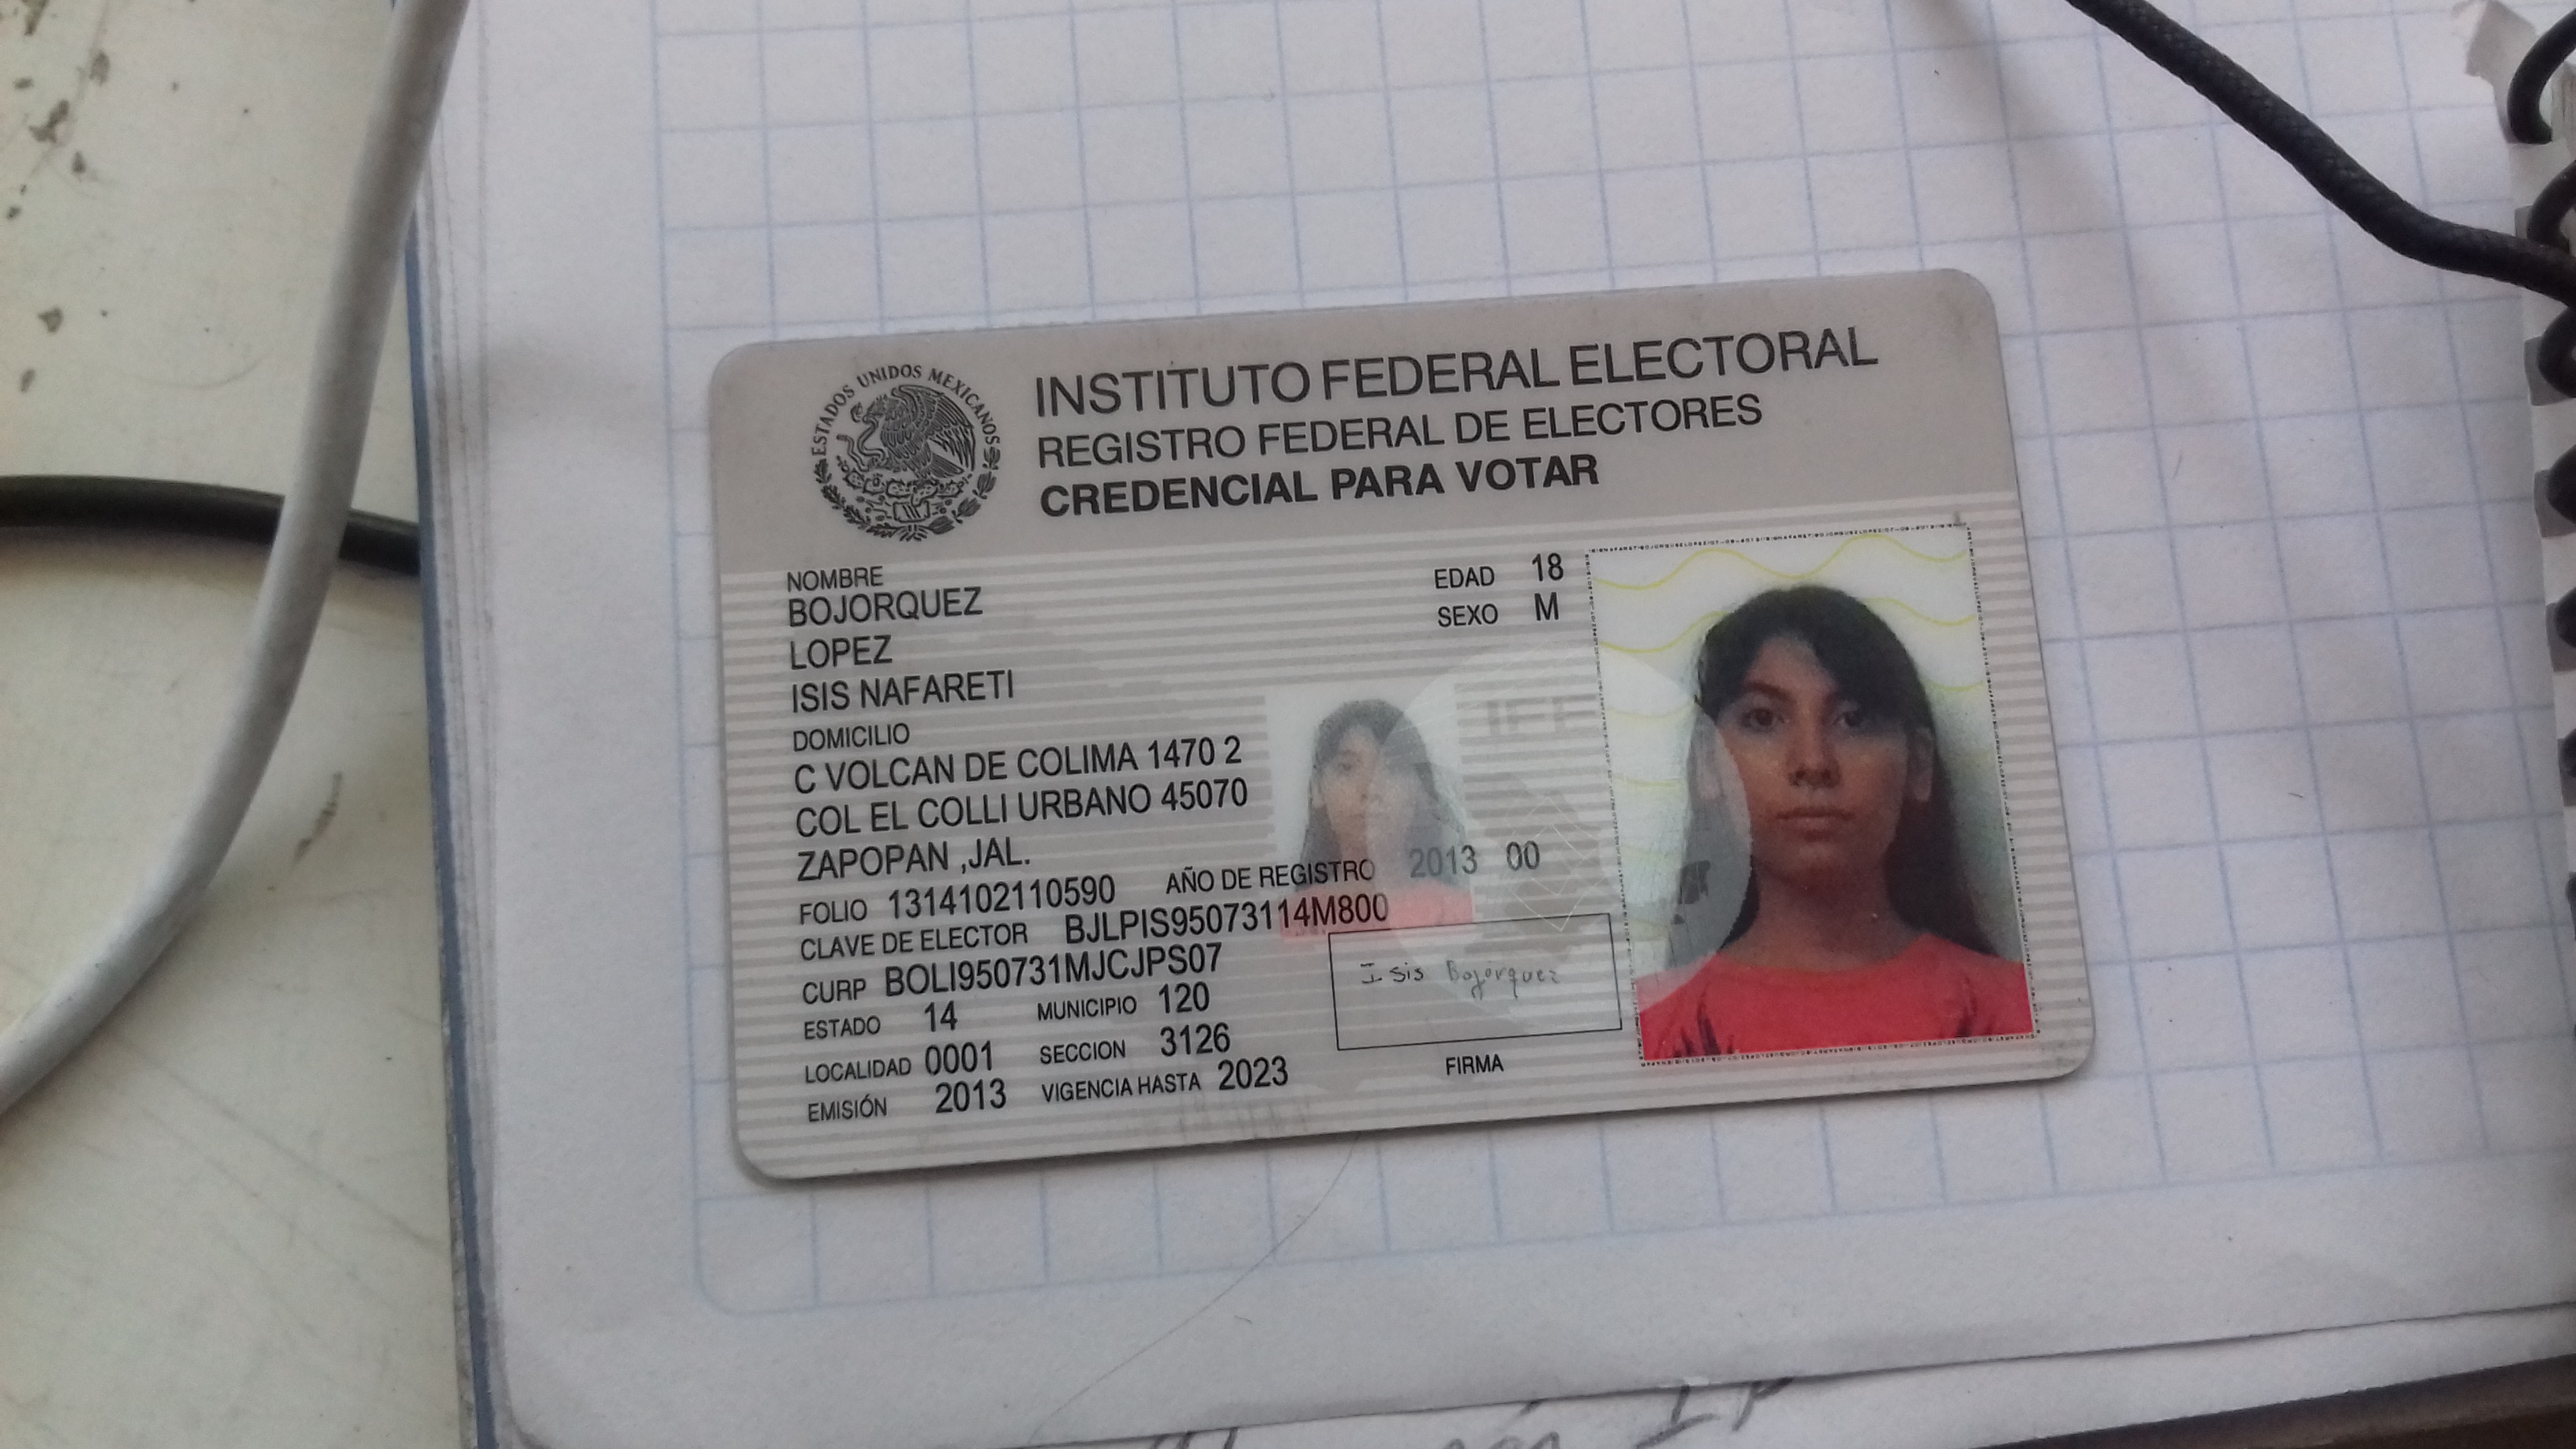 ESTADOS UNIDOS MEXICANOS
INSTITUTO FEDERAL ELECTORAL
REGISTRO FEDERAL DE ELECTORES
CREDENCIAL PARA VOTAR
NOMBRE
BOJORQUEZ
LOPEZ
ISIS NAFARETI
EDAD 18
SEXO M
DOMICILIO
C VOLCAN DE COLIMA 1470 2
COL EL COLLI URBANO 45070
ZAPOPAN ,JAL.
FOLIO 1314102110590 AÑO DE REGISTRO 2013 00
CLAVE DE ELECTOR BJLPIS95073114M800
CURP BOLI950731MJCJPS07
ESTADO 14 MUNICIPIO 120
LOCALIDAD 0001 SECCION 3126
EMISIÓN 2013 VIGENCIA HASTA 2023
Isis Bojorquez
FIRMA
IFE